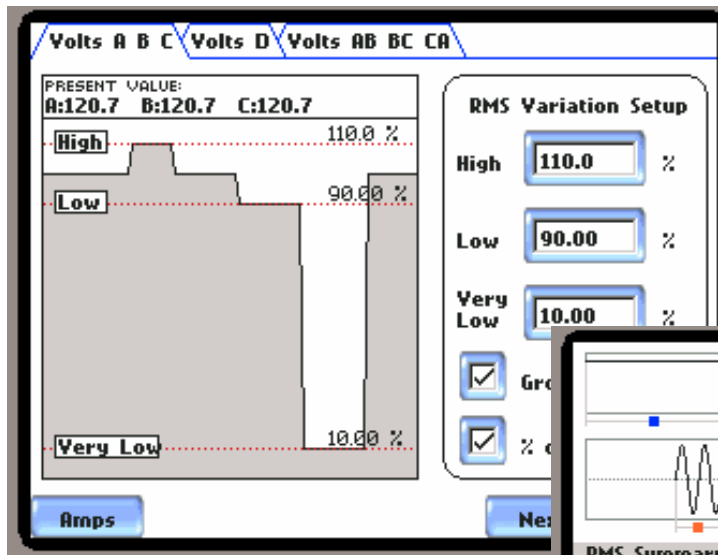 Volts A B C Volts D Volts AB BC CA
PRESENT VALUE:
A:120.7 B:120.7 C:120.7
High 110.0 %
Low 90.00 %
Very Low 10.00 %
RMS Variation Setup
High 110.0 %
Low 90.00 %
Very
Low 10.00 %
%
Amps
RMS